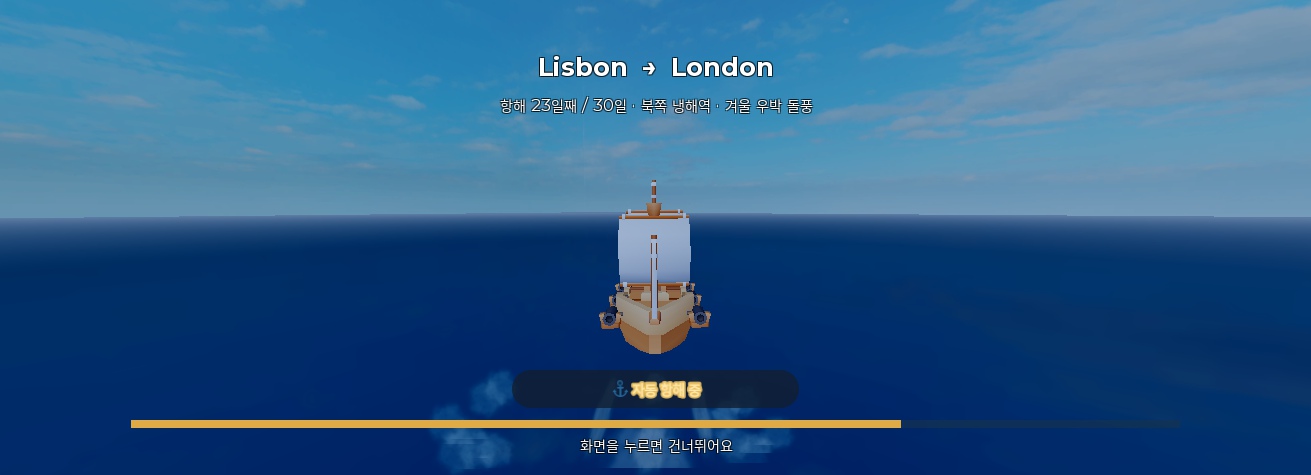 Lisbon → London
항해 23일째 / 30일 · 북쪽 냉해역 · 겨울 우박 돌풍
⚓ 자동 항해 중
화면을 누르면 건너뛰어요